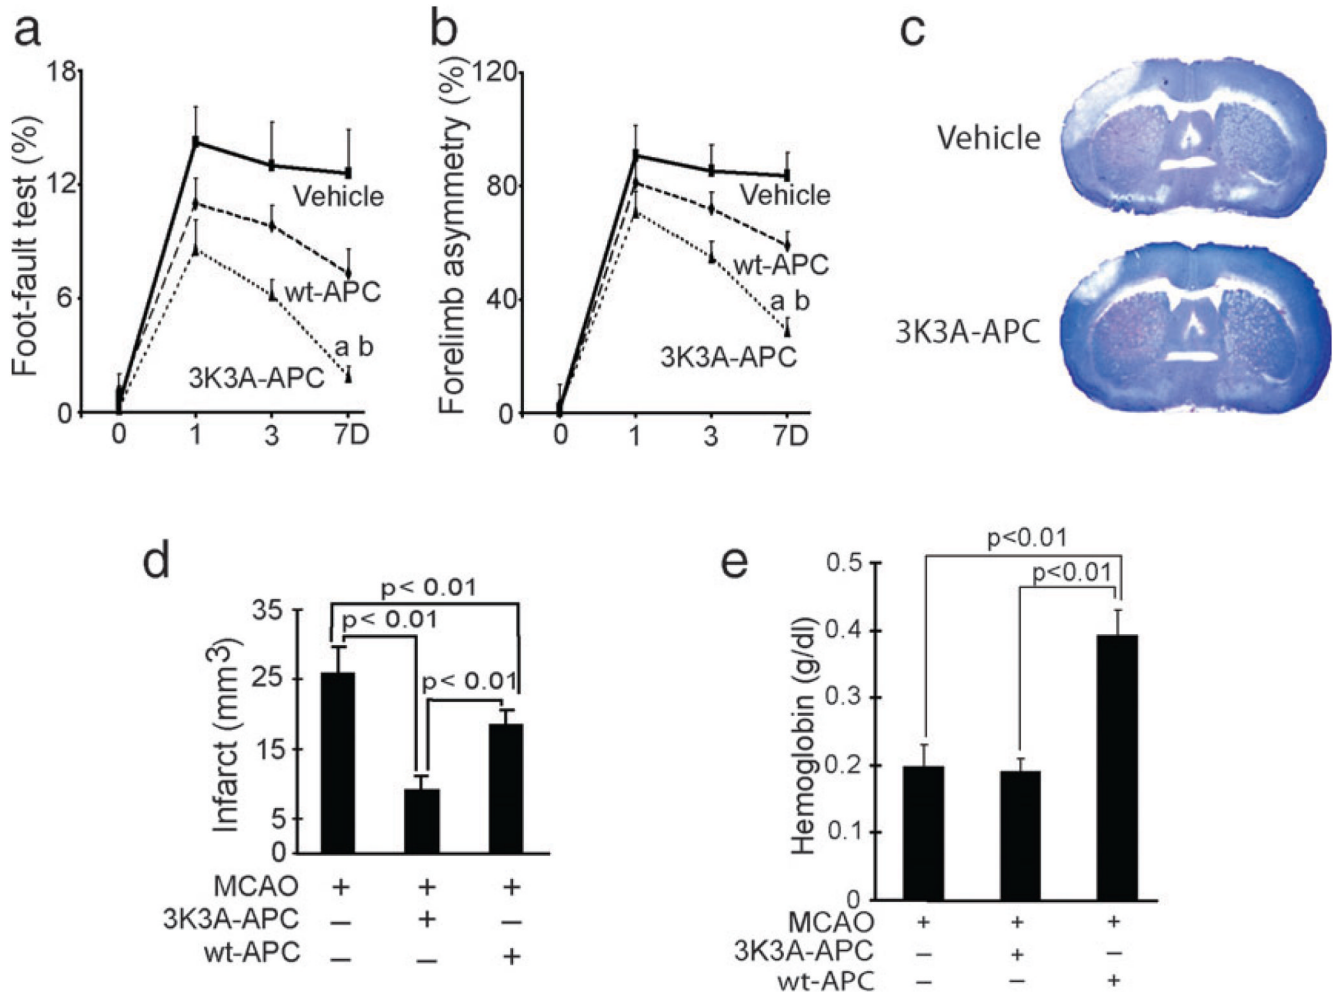 a
Foot-fault test (%)
18
12
6
0
0 1 3 7D
Vehicle
wt-APC
a b
3K3A-APC
b
Forelimb asymmetry (%)
120
80
40
0
0 1 3 7D
Vehicle
wt-APC
a b
3K3A-APC
c
Vehicle
3K3A-APC
d
Infarct (mm3)
35
25
15
5
0
p< 0.01
p< 0.01
p< 0.01
MCAO + + +
3K3A-APC – + –
wt-APC – – +
e
Hemoglobin (g/dl)
0.5
0.4
0.3
0.2
0.1
0
p<0.01
p<0.01
MCAO + + +
3K3A-APC – + –
wt-APC – – +